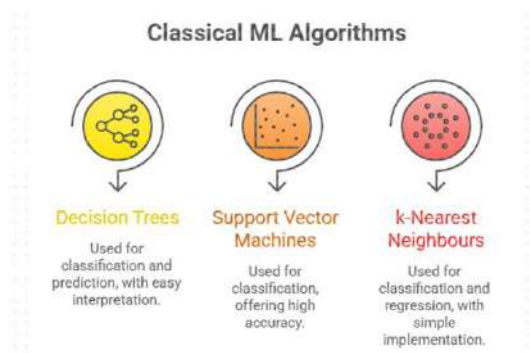 Classical ML Algorithms
Decision Trees
Used for
classification and
prediction, with easy
interpretation.
Support Vector
Machines
Used for
classification,
offering high
accuracy.
k-Nearest
Neighbours
Used for
classification and
regression, with
simple
implementation.